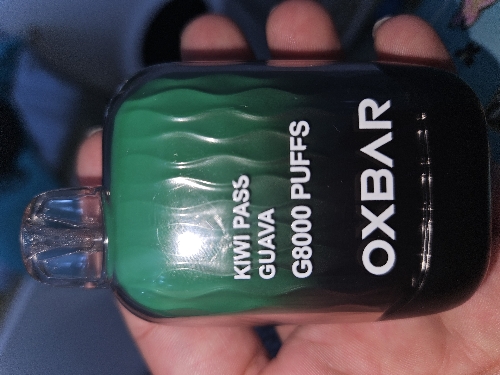 KIWI PASS
GUAVA
G8000 PUFFS
OXBAR